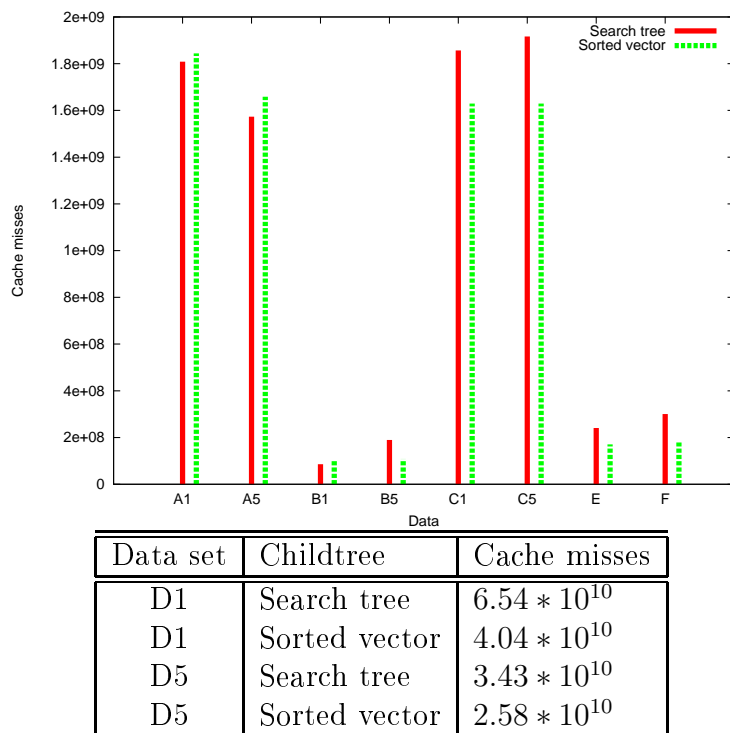 2e+09
1.8e+09
1.6e+09
1.4e+09
1.2e+09
1e+09
8e+08
6e+08
4e+08
2e+08
0
Cache misses
Search tree
Sorted vector
A1 A5 B1 B5 C1 C5 E F
Data
Data set Childtree Cache misses
D1 Search tree 6.54 * 10^10
D1 Sorted vector 4.04 * 10^10
D5 Search tree 3.43 * 10^10
D5 Sorted vector 2.58 * 10^10